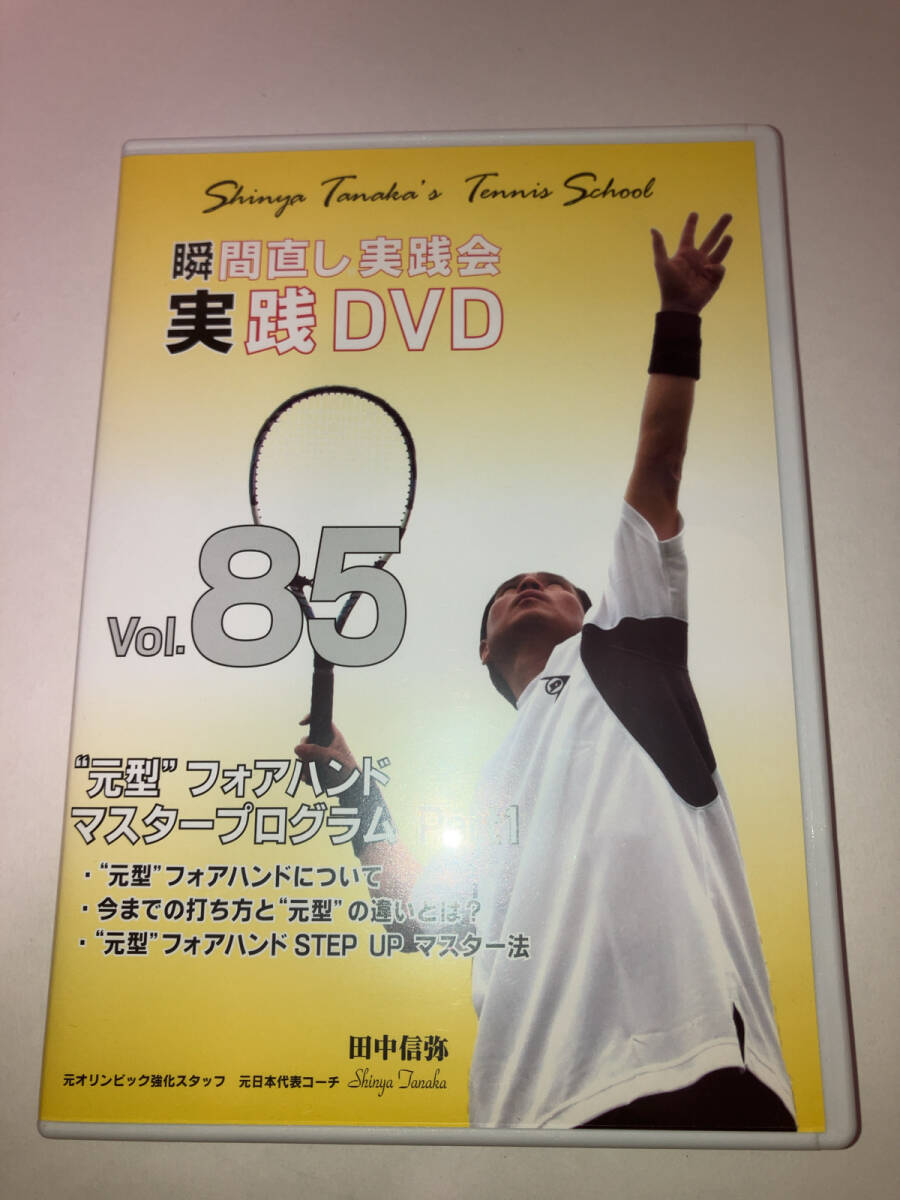 Shinya Tanaka's Tennis School
瞬間直し実践会
実践DVD
Vol.85
“元型”フォアハンド
マスタープログラム Part1
・“元型”フォアハンドについて
・今までの打ち方と“元型”の違いとは？
・“元型”フォアハンド STEP UP マスター法
田中信弥
元オリンピック強化スタッフ 元日本代表コーチ Shinya Tanaka